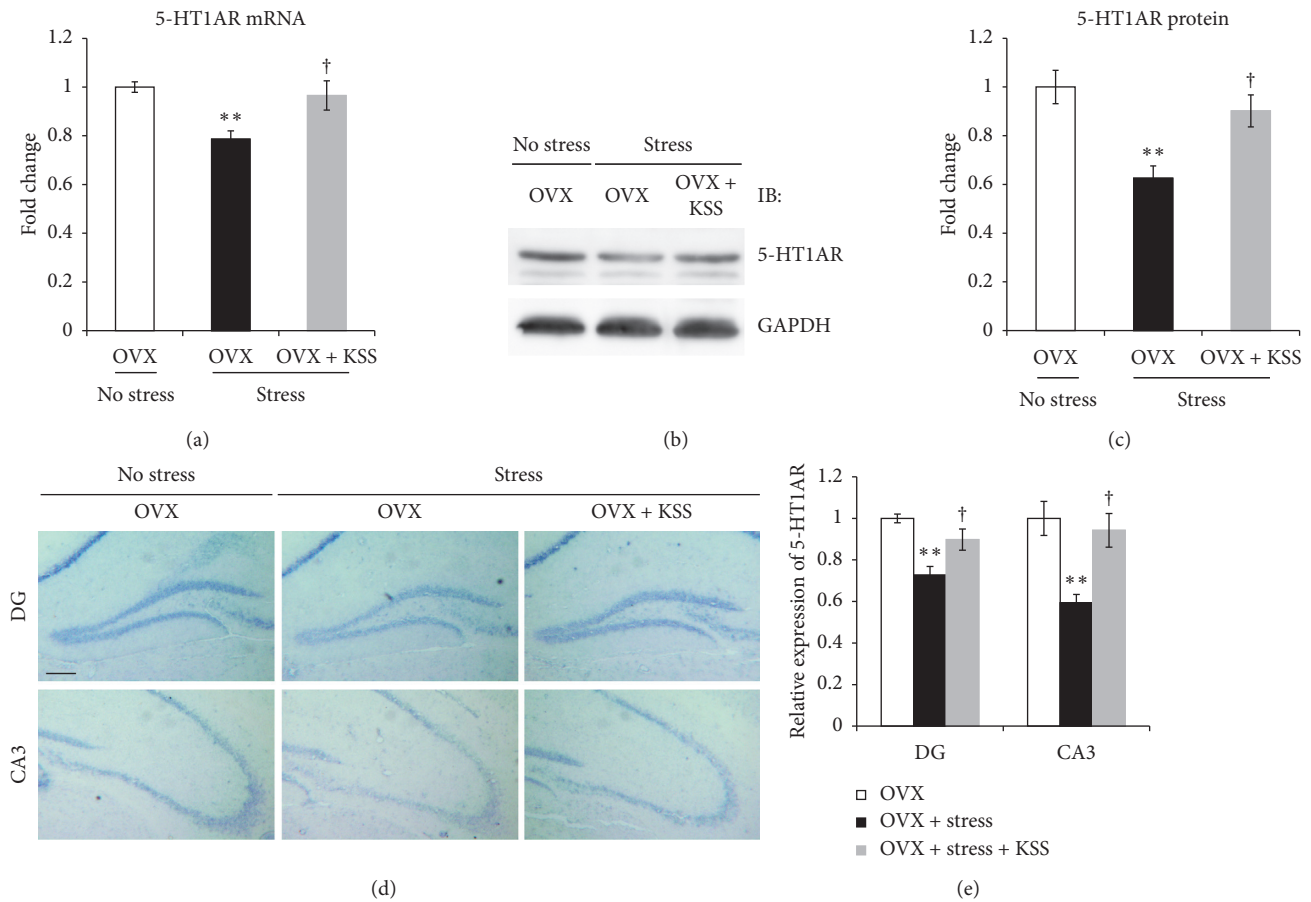 5-HT1AR mRNA
Fold change
1.2
1
0.8
0.6
0.4
0.2
0
**
†
OVX
OVX
OVX + KSS
No stress
Stress
(a)
No stress
Stress
OVX
OVX
OVX +
KSS
IB:
5-HT1AR
GAPDH
(b)
5-HT1AR protein
Fold change
1.2
1
0.8
0.6
0.4
0.2
0
**
†
OVX
OVX
OVX + KSS
No stress
Stress
(c)
No stress
Stress
OVX
OVX
OVX + KSS
DG
CA3
(d)
Relative expression of 5-HT1AR
1.2
1
0.8
0.6
0.4
0.2
0
**
†
**
†
DG
CA3
OVX
OVX + stress
OVX + stress + KSS
(e)